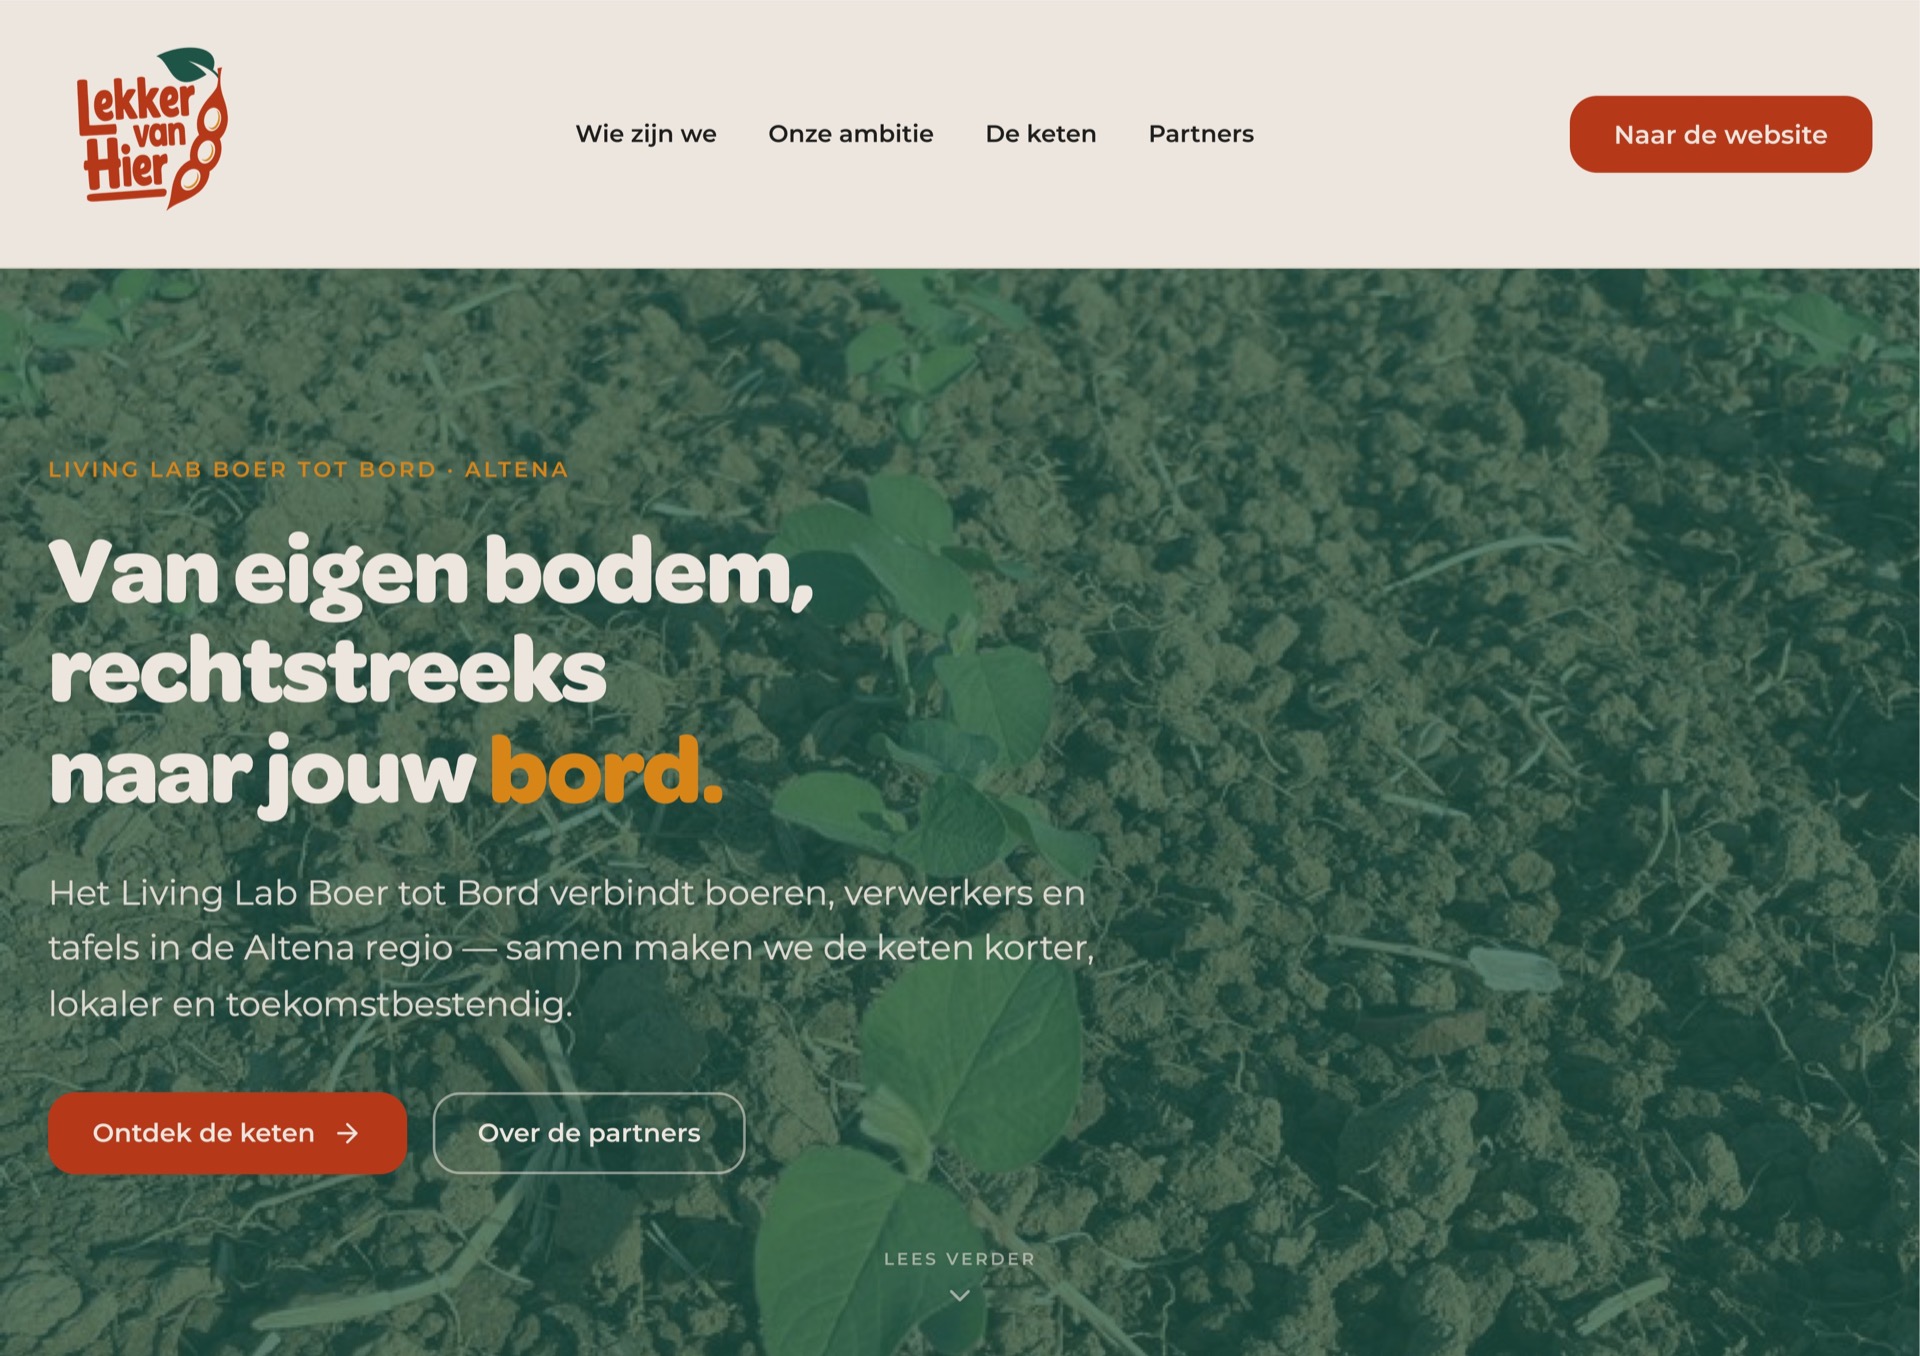 Lekker
van
Hier
Wie zijn we
Onze ambitie
De keten
Partners
Naar de website
LIVING LAB BOER TOT BORD · ALTENA
Van eigen bodem,
rechtstreeks
naar jouw bord.
Het Living Lab Boer tot Bord verbindt boeren, verwerkers en
tafels in de Altena regio — samen maken we de keten korter,
lokaler en toekomstbestendig.
Ontdek de keten →
Over de partners
LEES VERDER